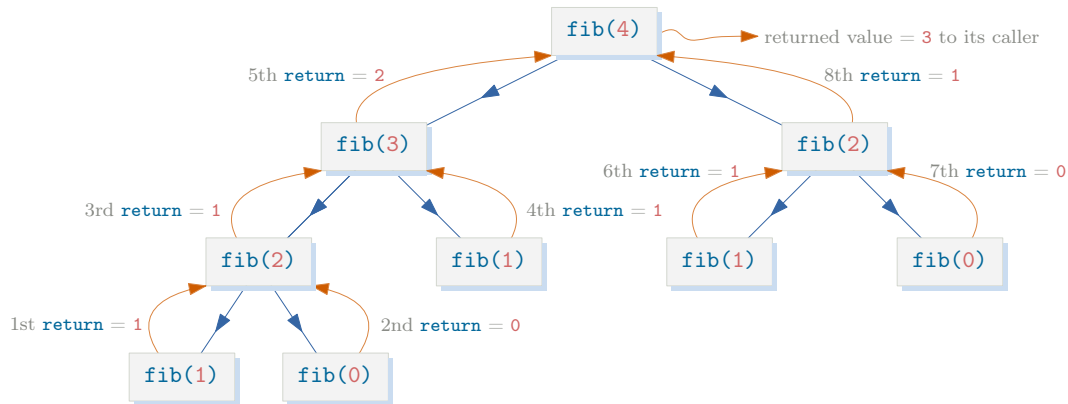 fib(4)
returned value = 3 to its caller
5th return = 2
8th return = 1
fib(3)
fib(2)
6th return = 1
7th return = 0
3rd return = 1
4th return = 1
fib(2)
fib(1)
fib(1)
fib(0)
1st return = 1
2nd return = 0
fib(1)
fib(0)